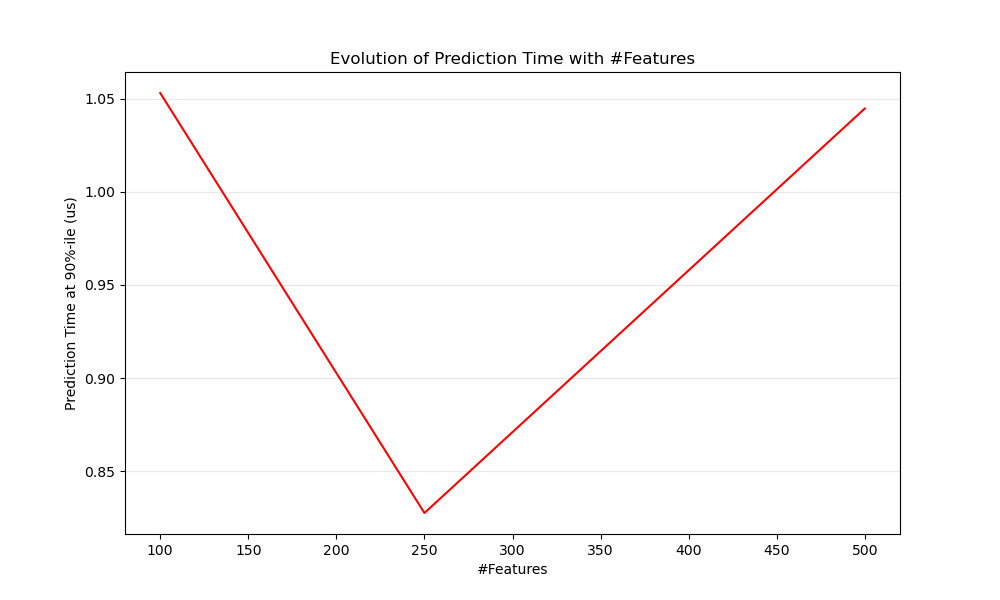 Evolution of Prediction Time with #Features
Prediction Time at 90%-ile (us)
1.05
1.00
0.95
0.90
0.85
100 150 200 250 300 350 400 450 500
#Features